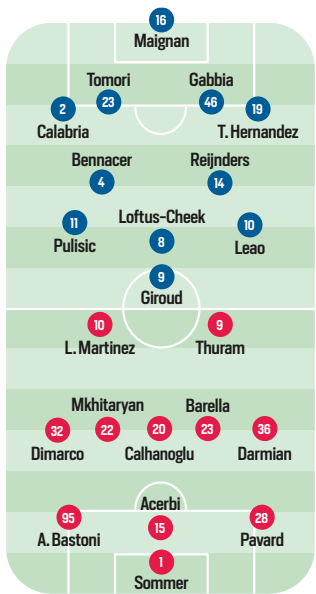 16
Maignan
Tomori Gabbia
2 23 46 19
Calabria T. Hernandez
Bennacer Reijnders
4 14
11 Loftus-Cheek 10
Pulisic 8 Leao
9
Giroud
10 9
L. Martinez Thuram
Mkhitaryan Barella
32 22 20 23 36
Dimarco Calhanoglu Darmian
Acerbi
95 15 28
A. Bastoni Pavard
1
Sommer